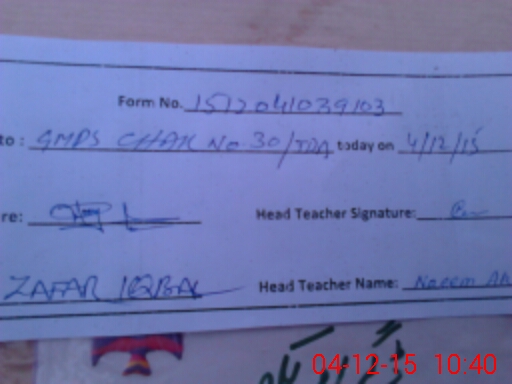 Form No. 1512041039103
to: GMPS CHAK No 30/TDA today on 4/12/15
re: Head Teacher Signature:
ZAFAR IQBAL Head Teacher Name: Naeem
04-12-15 10:40